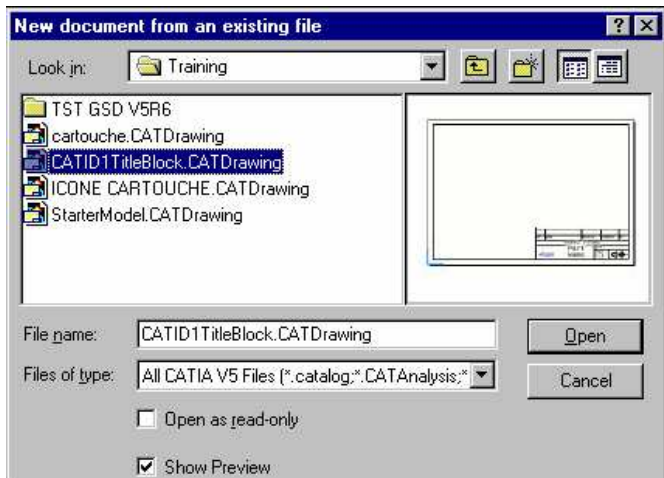 New document from an existing file
Look in: Training
TST GSD V5R6
cartouche.CATDrawing
CATID1TitleBlock.CATDrawing
ICONE CARTOUCHE.CATDrawing
StarterModel.CATDrawing
File name: CATID1TitleBlock.CATDrawing Open
Files of type: All CATIA V5 Files (*.catalog;*.CATAnalysis;* Cancel
Open as read-only
Show Preview